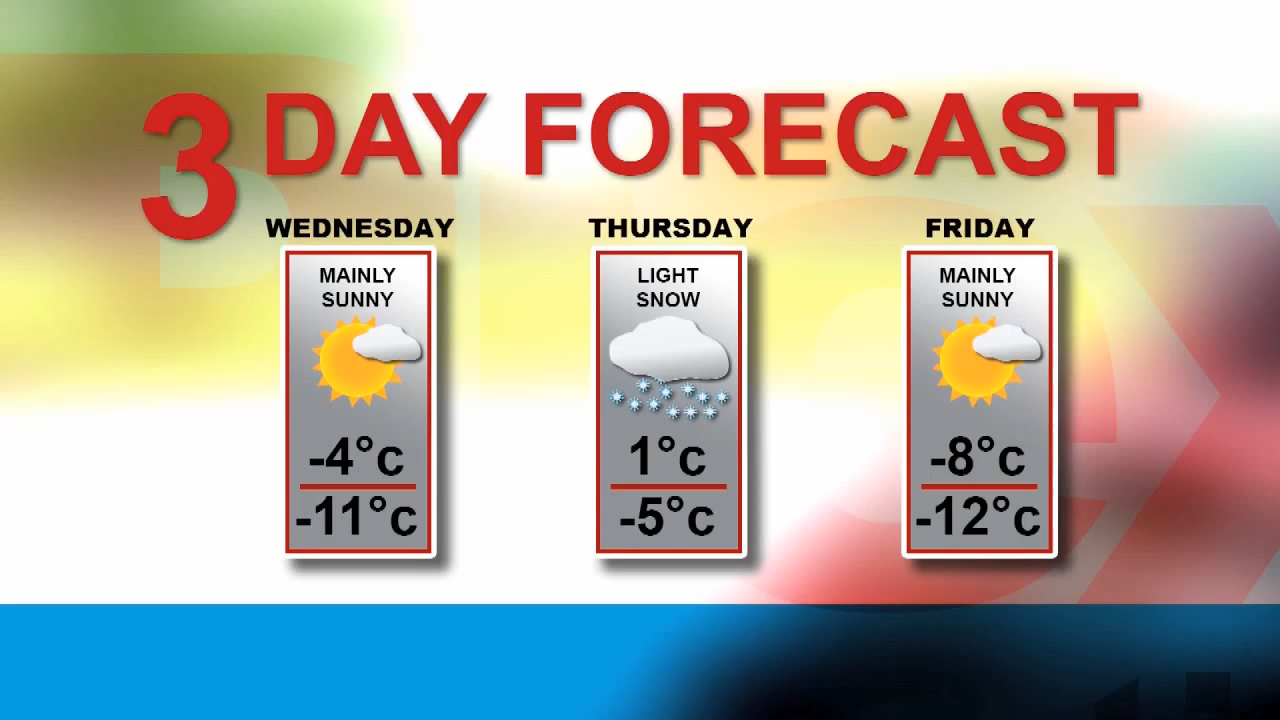 3 DAY FORECAST
WEDNESDAY
MAINLY
SUNNY
-4°c
-11°c
THURSDAY
LIGHT
SNOW
1°c
-5°c
FRIDAY
MAINLY
SUNNY
-8°c
-12°c